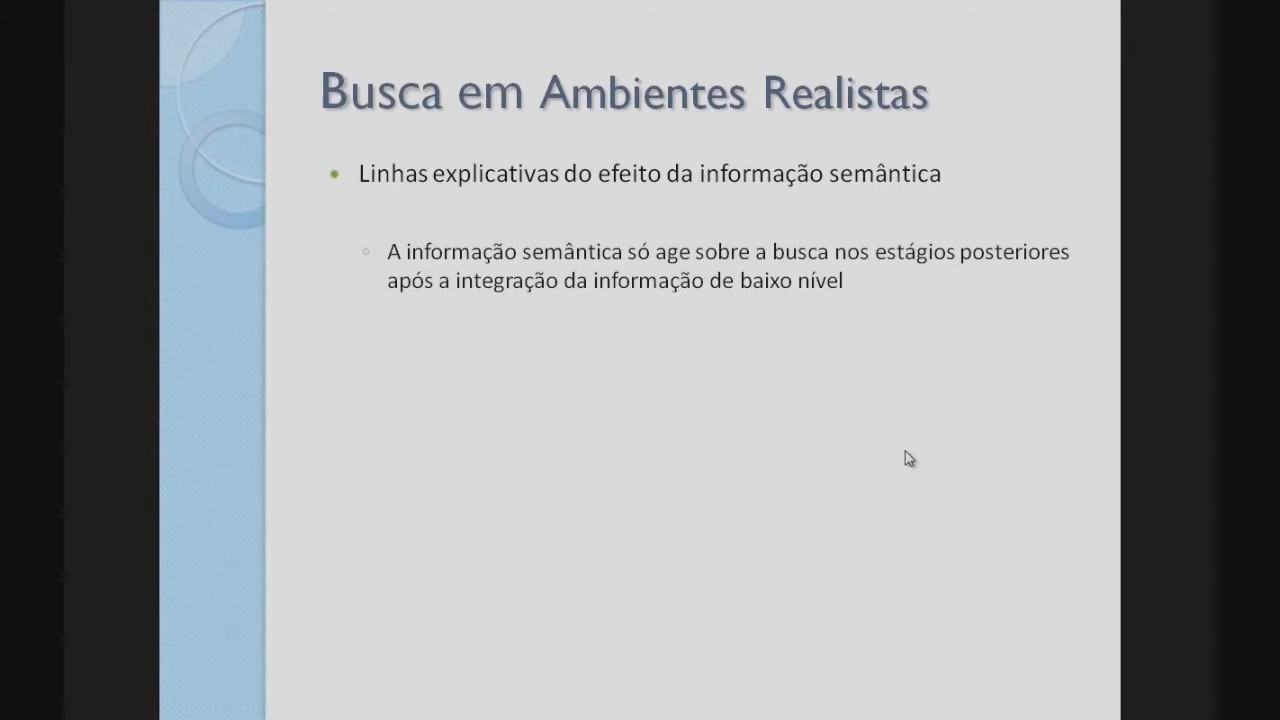 Busca em Ambientes Realistas
Linhas explicativas do efeito da informação semântica
A informação semântica só age sobre a busca nos estágios posteriores
após a integração da informação de baixo nível